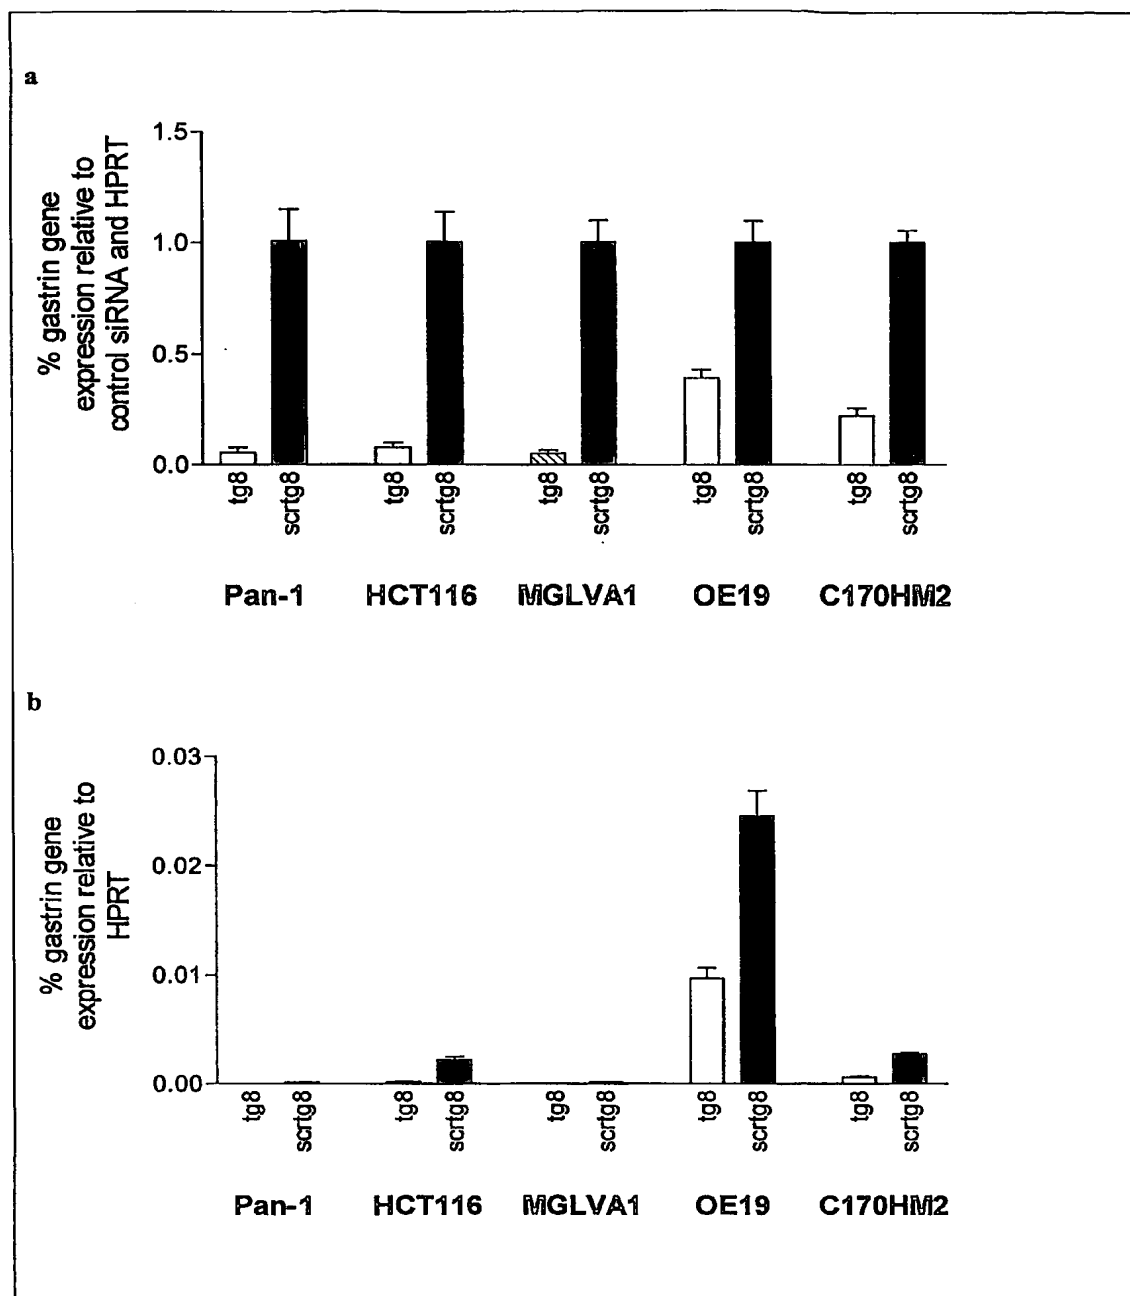 a
% gastrin gene
expression relative to
control siRNA and HPRT
1.5
1.0
0.5
0.0
tg8
scrtg8
tg8
scrtg8
tg8
scrtg8
tg8
scrtg8
tg8
scrtg8
Pan-1
HCT116
MGLVA1
OE19
C170HM2
b
% gastrin gene
expression relative to
HPRT
0.03
0.02
0.01
0.00
tg8
scrtg8
tg8
scrtg8
tg8
scrtg8
tg8
scrtg8
tg8
scrtg8
Pan-1
HCT116
MGLVA1
OE19
C170HM2